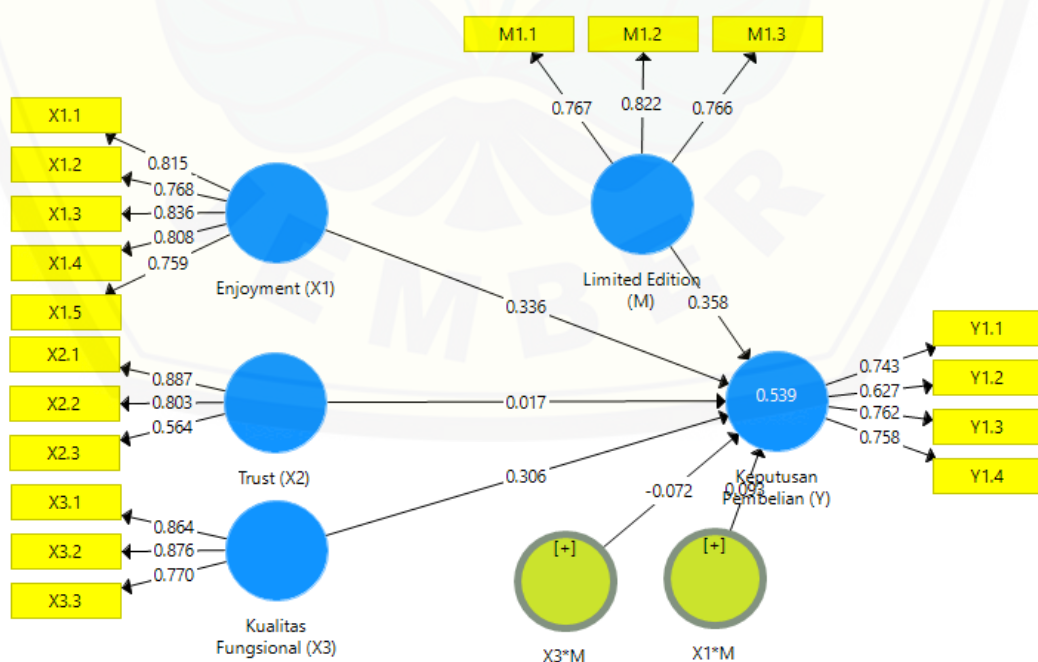 M1.1
M1.2
M1.3
0.767
0.822
0.766
Limited Edition
(M)
0.358
X1.1
X1.2
X1.3
X1.4
X1.5
0.815
0.768
0.836
0.808
0.759
Enjoyment (X1)
0.336
X2.1
X2.2
X2.3
0.887
0.803
0.564
Trust (X2)
0.017
X3.1
X3.2
X3.3
0.864
0.876
0.770
Kualitas
Fungsional (X3)
0.306
0.539
Keputusan
Pembelian (Y)
0.743
0.627
0.762
0.758
Y1.1
Y1.2
Y1.3
Y1.4
-0.072
0.093
[+]
X3*M
[+]
X1*M
EMBER